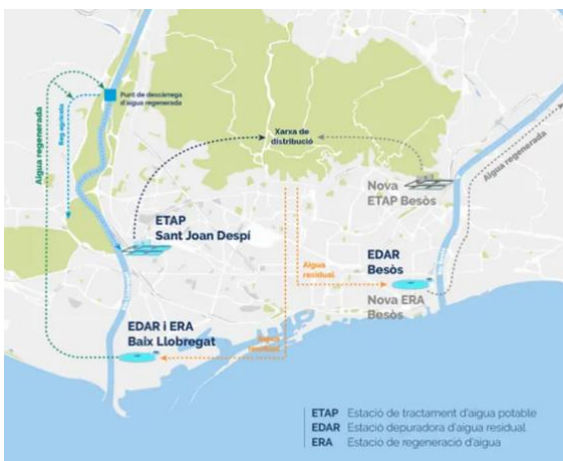 Punt de descàrrega
d'aigua regenerada
Aigua regenerada
Reg agrícola
Xarxa de
distribució
Aigua regenerada
Nova
ETAP Besòs
ETAP
Sant Joan Despí
EDAR
Besòs
Aigua
residual
Nova ERA
Besòs
EDAR i ERA
Baix Llobregat
Aigua
residual
ETAP Estació de tractament d'aigua potable
EDAR Estació depuradora d'aigua residual
ERA Estació de regeneració d'aigua